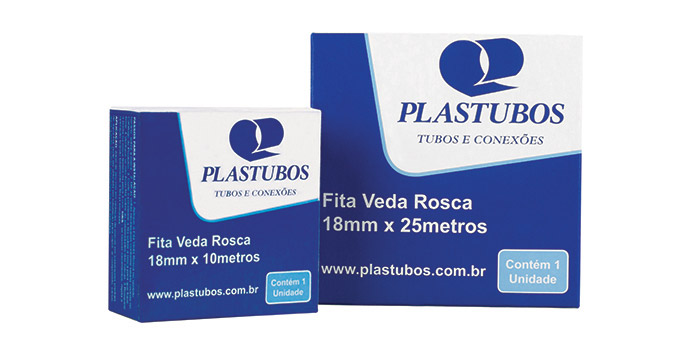 PLASTUBOS
TUBOS E CONEXÕES
Fita Veda Rosca
18mm x 10metros
www.plastubos.com.br
Contém 1
Unidade
PLASTUBOS
TUBOS E CONEXÕES
Fita Veda Rosca
18mm x 25metros
www.plastubos.com.br
Contém 1
Unidade